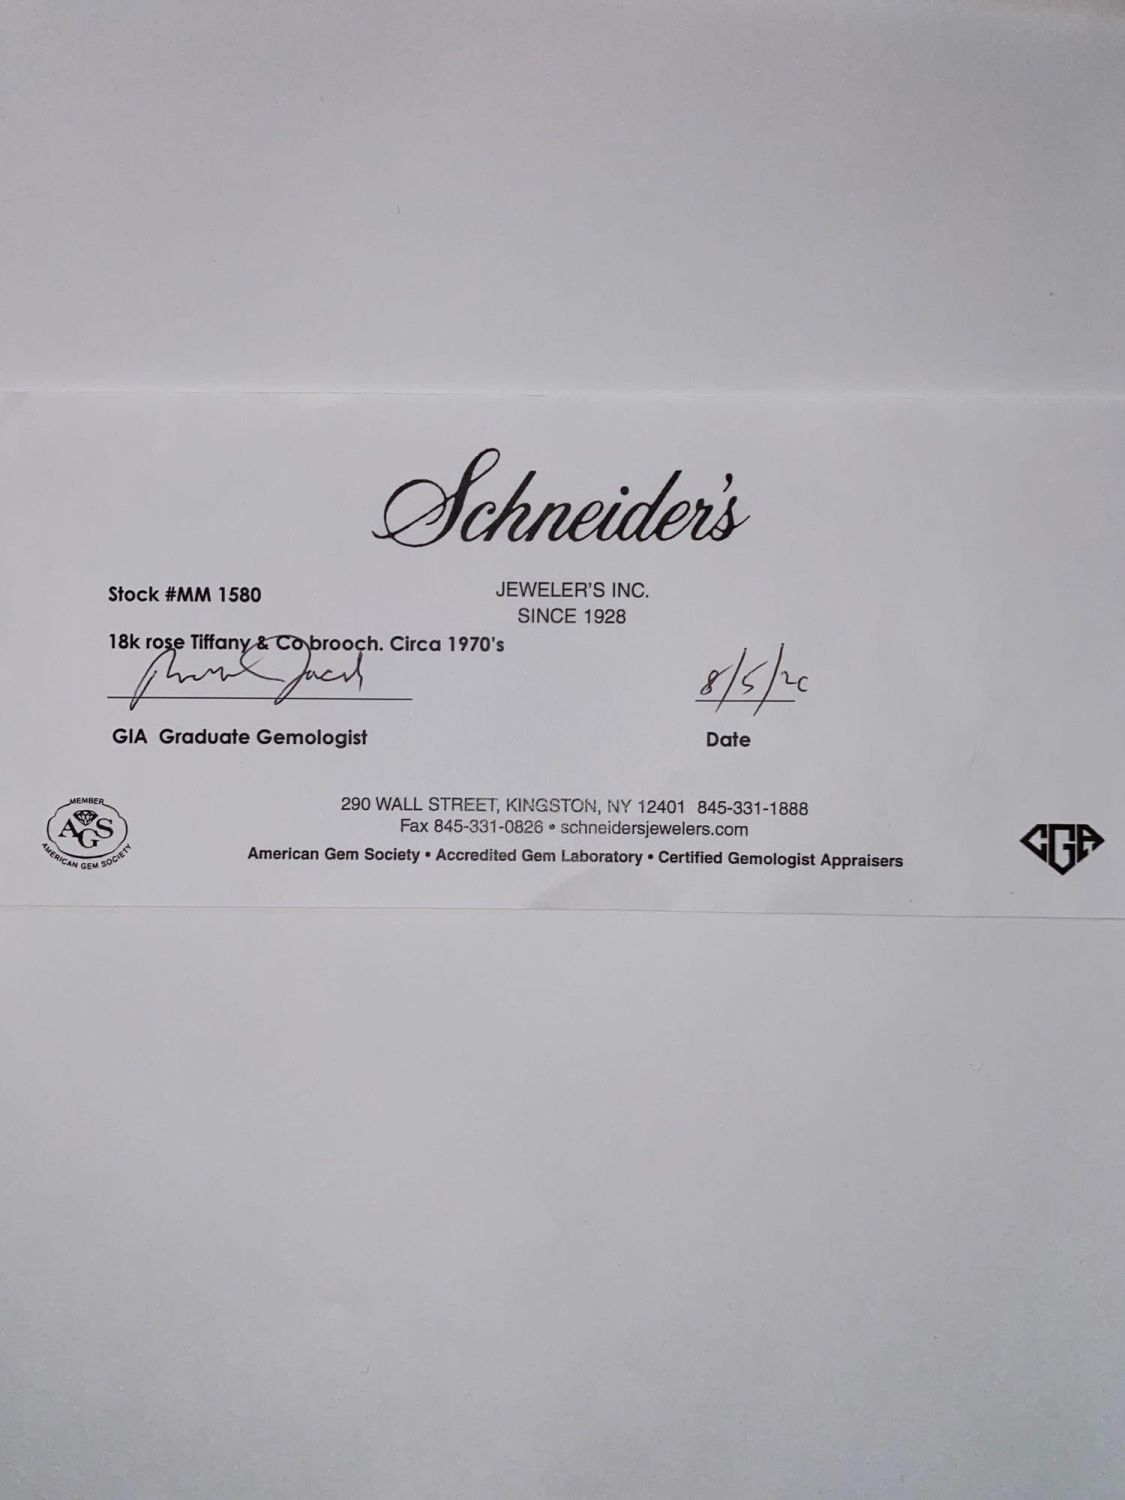 Schneider's
JEWELER'S INC.
SINCE 1928
Stock #MM 1580
18k rose Tiffany & Co brooch. Circa 1970's
8/5/20
GIA Graduate Gemologist
Date
MEMBER
AGS
AMERICAN GEM SOCIETY
290 WALL STREET, KINGSTON, NY 12401 845-331-1888
Fax 845-331-0826 • schneidersjewelers.com
American Gem Society • Accredited Gem Laboratory • Certified Gemologist Appraisers
CGA